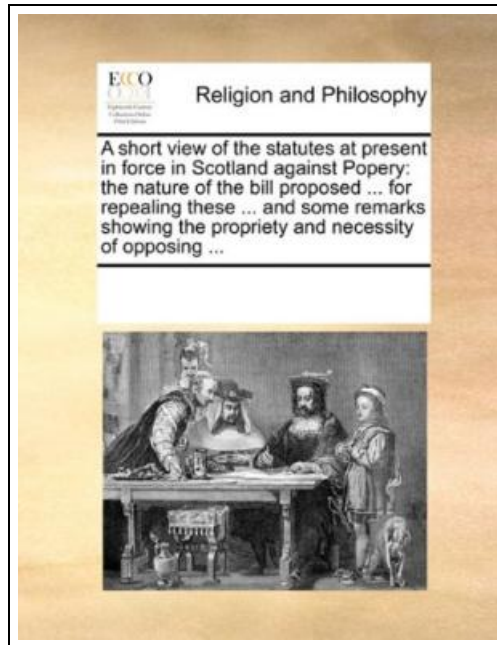 ECCO
Religion and Philosophy
A short view of the statutes at present
in force in Scotland against Popery:
the nature of the bill proposed ... for
repealing these ... and some remarks
showing the propriety and necessity
of opposing ...